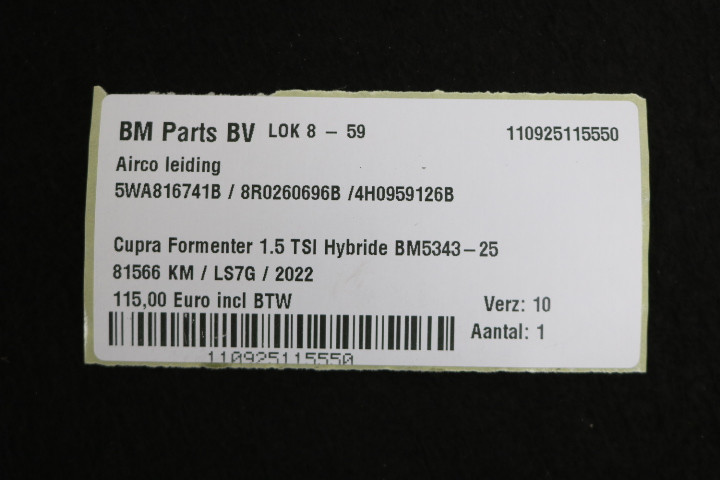 BM Parts BV LOK 8 - 59 110925115550
Airco leiding
5WA816741B / 8R0260696B /4H0959126B
Cupra Formenter 1.5 TSI Hybride BM5343-25
81566 KM / LS7G / 2022
115,00 Euro incl BTW Verz: 10
Aantal: 1
110925115550